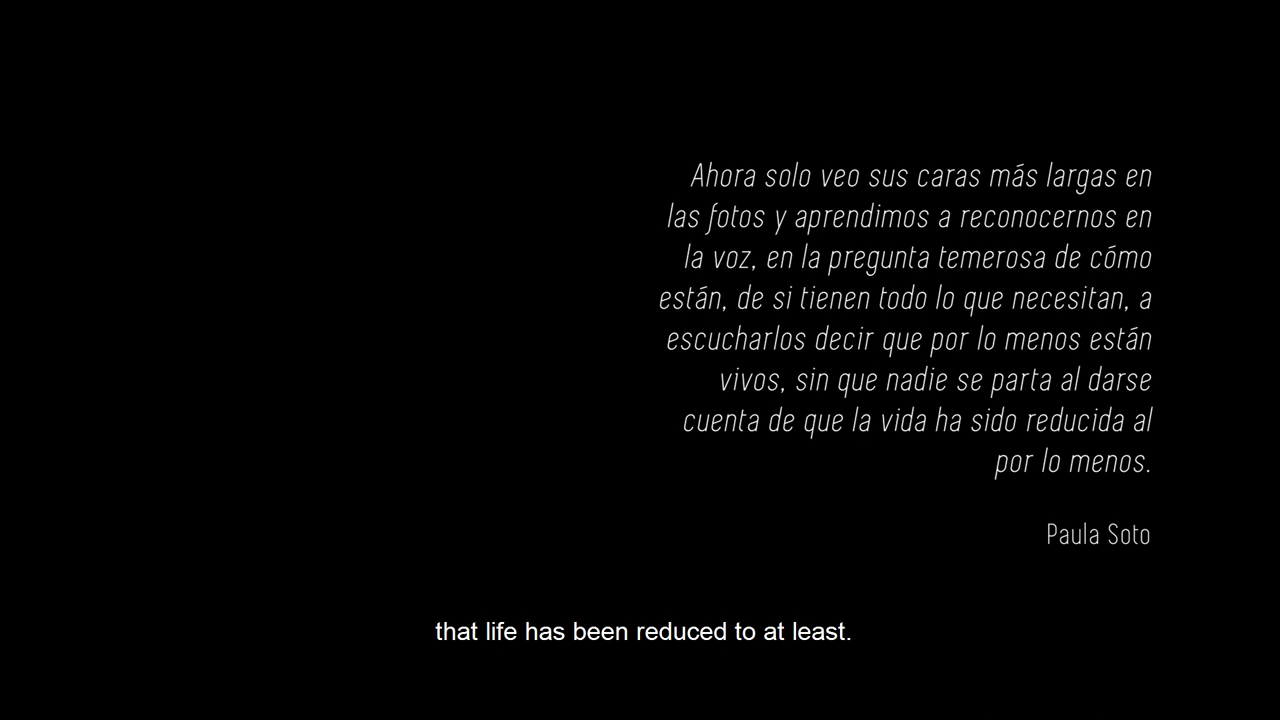 Ahora solo veo sus caras más largas en
las fotos y aprendimos a reconocernos en
la voz, en la pregunta temerosa de cómo
están, de si tienen todo lo que necesitan, a
escucharlos decir que por lo menos están
vivos, sin que nadie se parta al darse
cuenta de que la vida ha sido reducida al
por lo menos.
Paula Soto
that life has been reduced to at least.